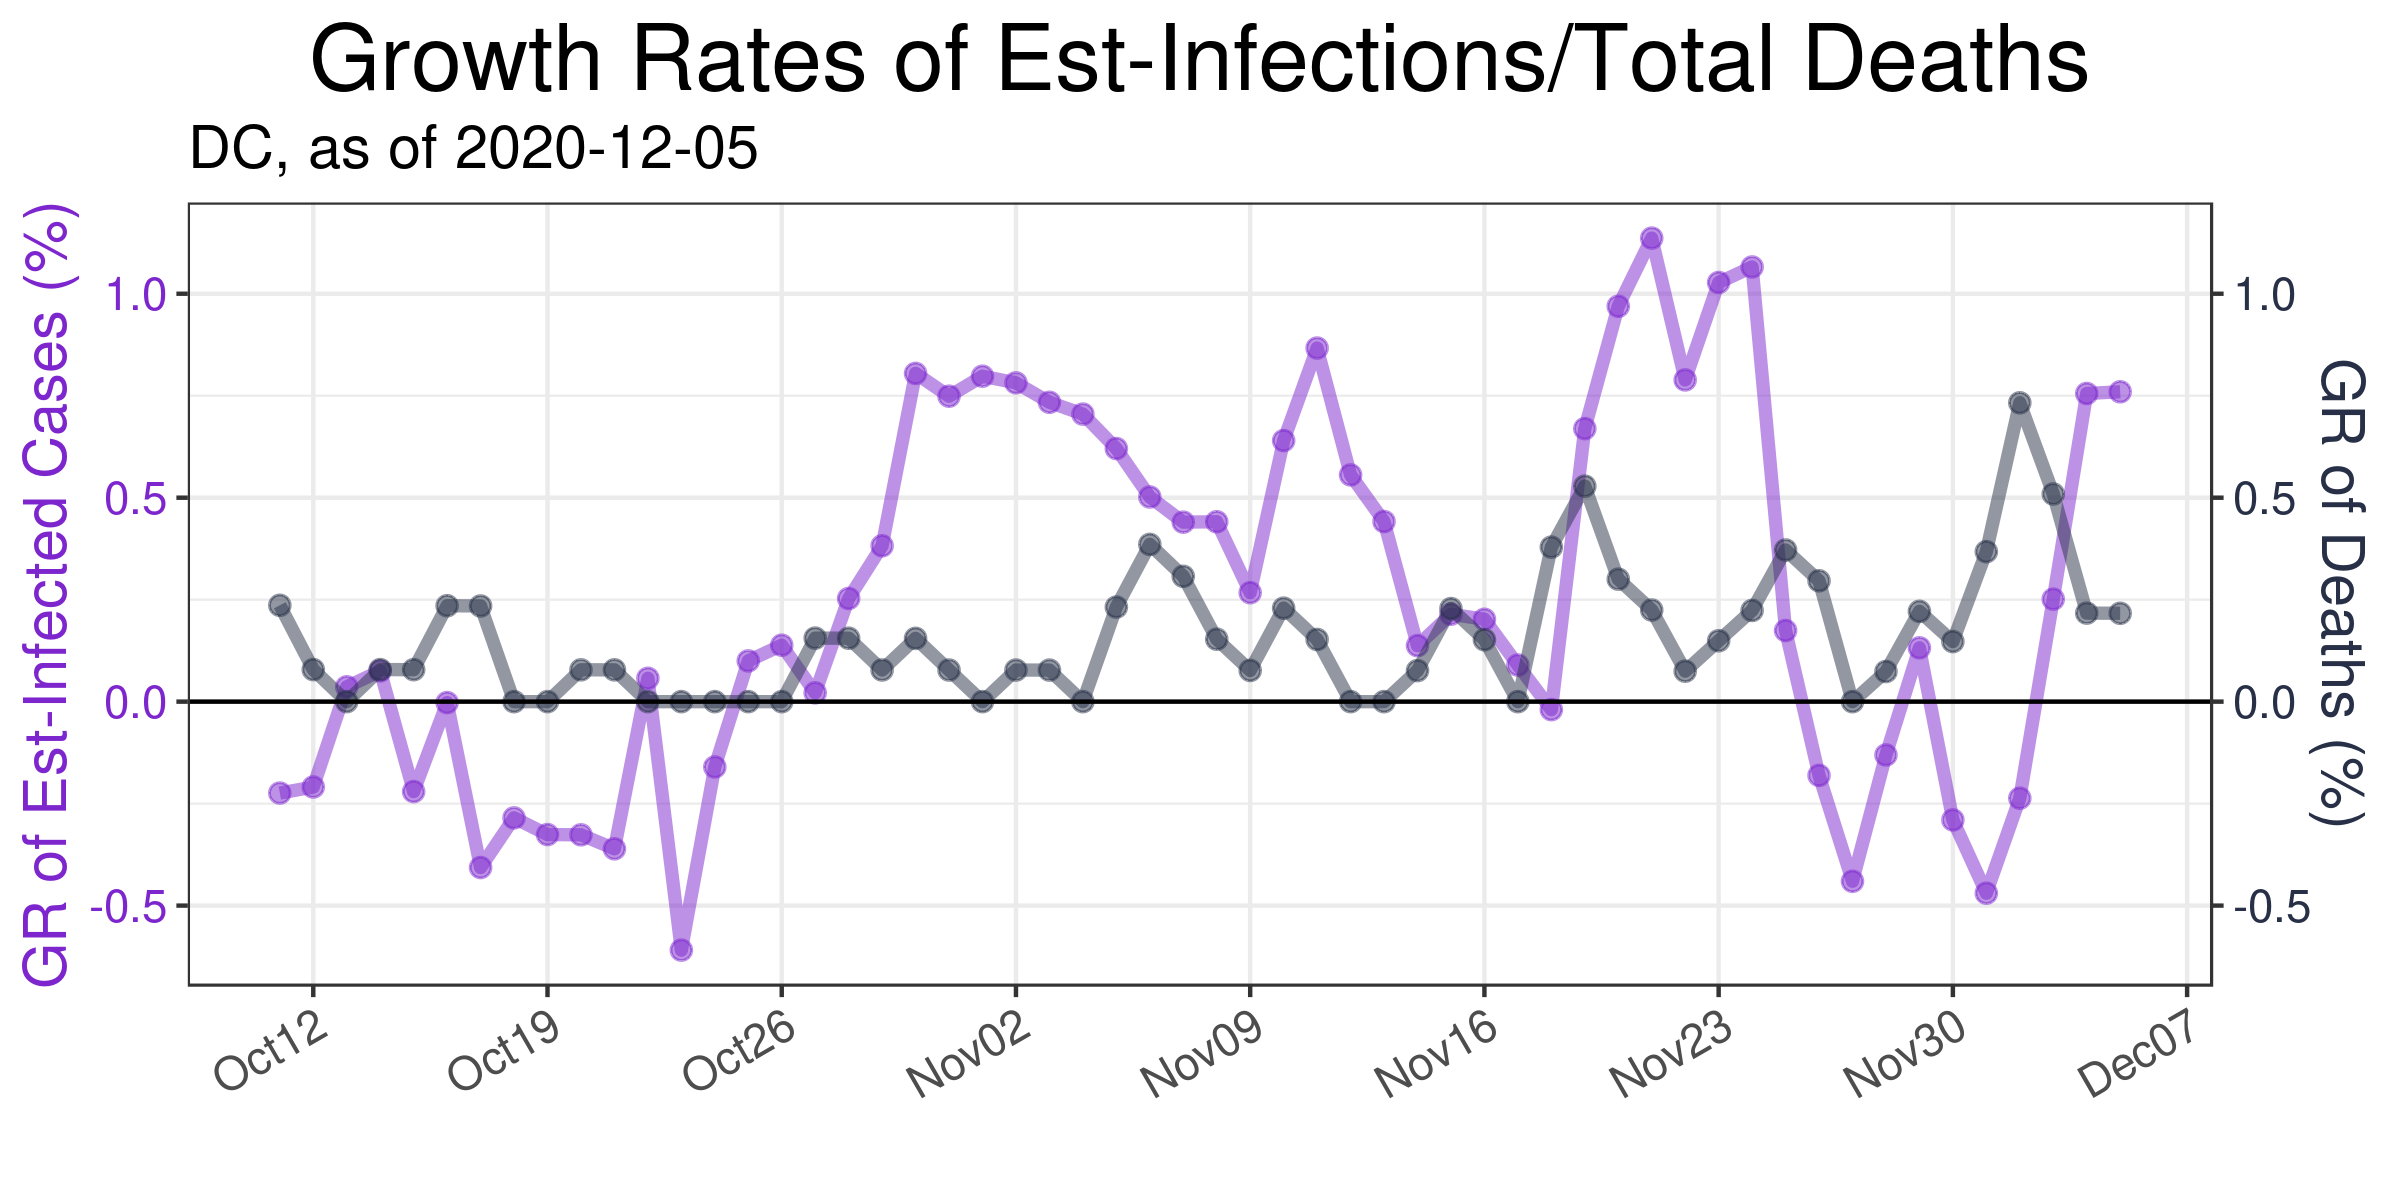 Growth Rates of Est-Infections/Total Deaths
DC, as of 2020-12-05
GR of Est-Infected Cases (%)
1.0
0.5
0.0
-0.5
1.0
0.5
0.0
-0.5
GR of Deaths (%)
Oct12
Oct19
Oct26
Nov02
Nov09
Nov16
Nov23
Nov30
Dec07